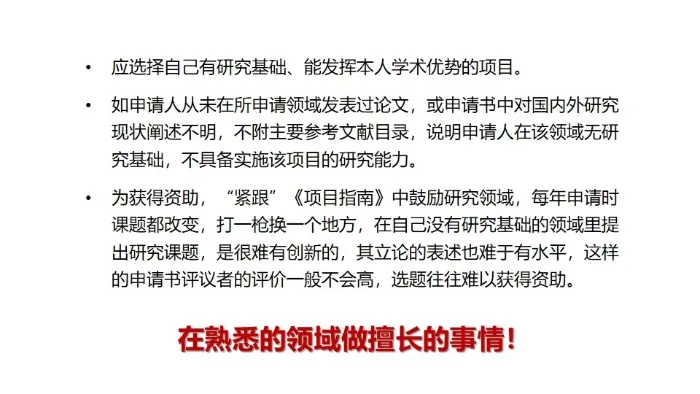 • 应选择自己有研究基础、能发挥本人学术优势的项目。
• 如申请人从未在所申请领域发表过论文，或申请书中对国内外研究
现状阐述不明，不附主要参考文献目录，说明申请人在该领域无研
究基础，不具备实施该项目的研究能力。
• 为获得资助，“紧跟”《项目指南》中鼓励研究领域，每年申请时
课题都改变，打一枪换一个地方，在自己没有研究基础的领域里提
出研究课题，是很难有创新的，其立论的表述也难于有水平，这样
的申请书评议者的评价一般不会高，选题往往难以获得资助。
在熟悉的领域做擅长的事情！